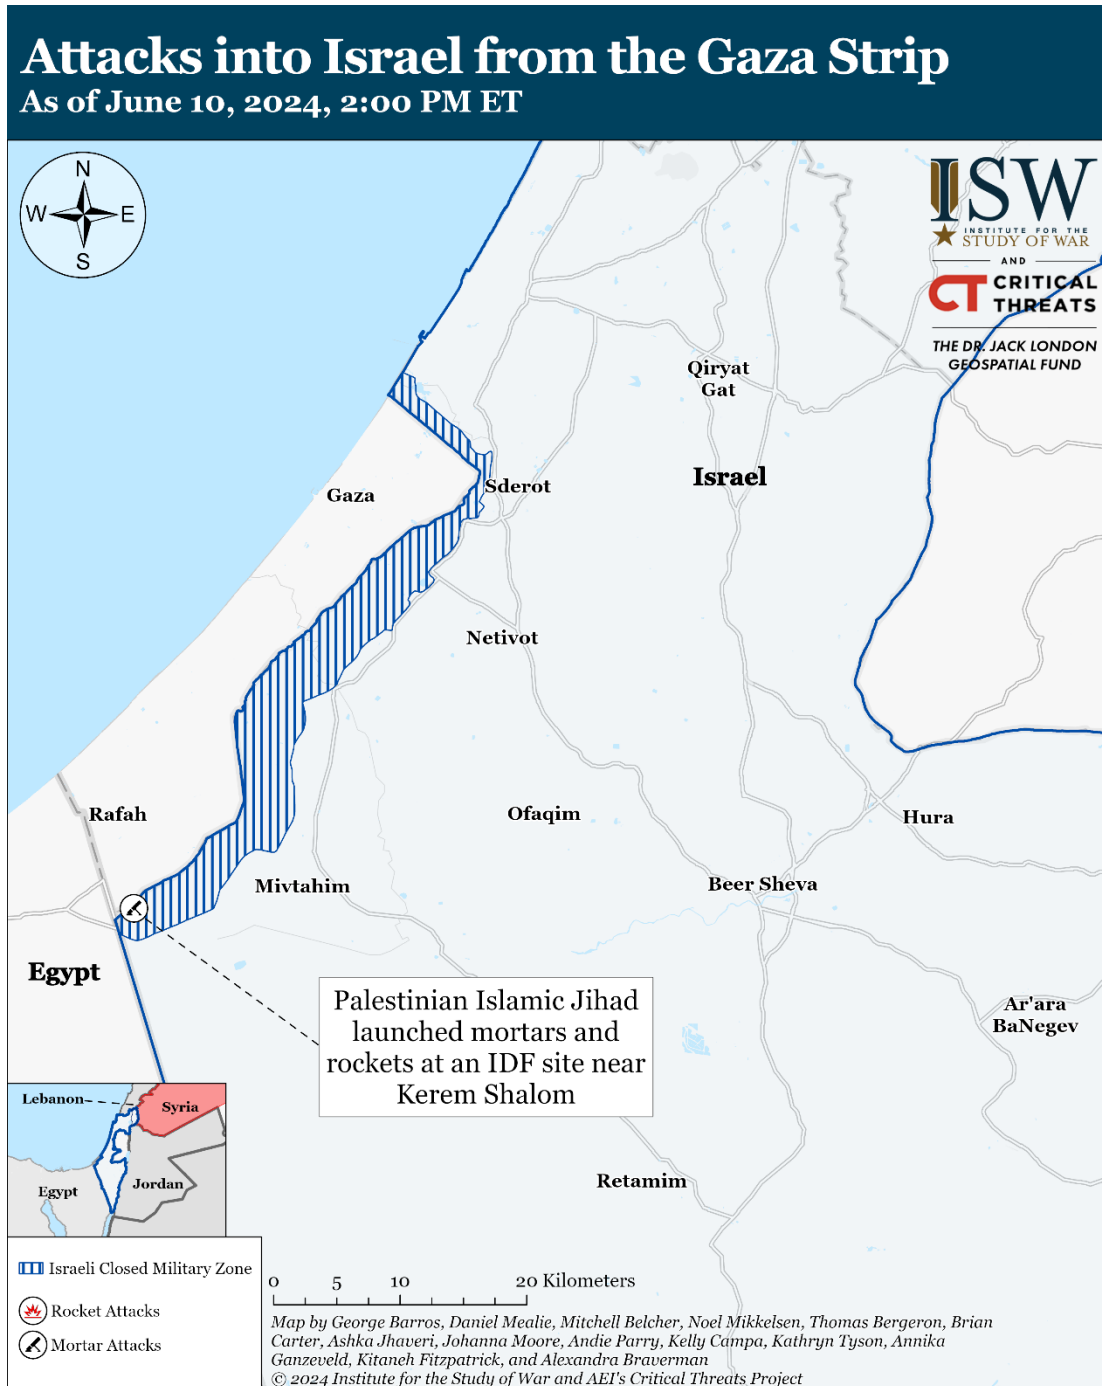 Attacks into Israel from the Gaza Strip
As of June 10, 2024, 2:00 PM ET
N
W
E
S
ISW
INSTITUTE FOR THE
STUDY OF WAR
AND
CT CRITICAL
THREATS
THE DR. JACK LONDON
GEOSPATIAL FUND
Qiryat
Gat
Israel
Sderot
Gaza
Netivot
Rafah
Ofaqim
Hura
Mivtahim
Beer Sheva
Egypt
Palestinian Islamic Jihad
launched mortars and
rockets at an IDF site near
Kerem Shalom
Ar'ara
BaNegev
Lebanon
Syria
Egypt
Jordan
Retamim
Israeli Closed Military Zone
Rocket Attacks
Mortar Attacks
0 5 10 20 Kilometers
Map by George Barros, Daniel Mealie, Mitchell Belcher, Noel Mikkelsen, Thomas Bergeron, Brian
Carter, Ashka Jhaveri, Johanna Moore, Andie Parry, Kelly Campa, Kathryn Tyson, Annika
Ganzeveld, Kitaneh Fitzpatrick, and Alexandra Braverman
© 2024 Institute for the Study of War and AEI's Critical Threats Project